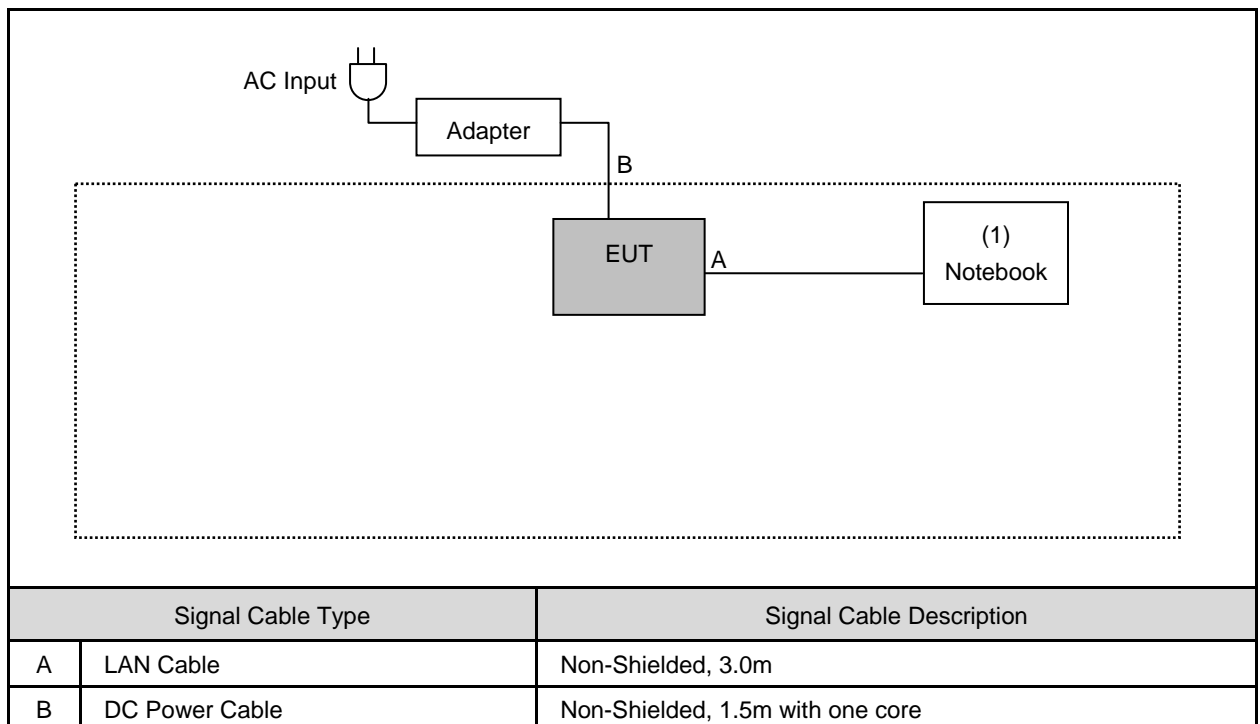 AC Input
Adapter
B
EUT
A
(1)
Notebook
Signal Cable Type Signal Cable Description
A LAN Cable Non-Shielded, 3.0m
B DC Power Cable Non-Shielded, 1.5m with one core